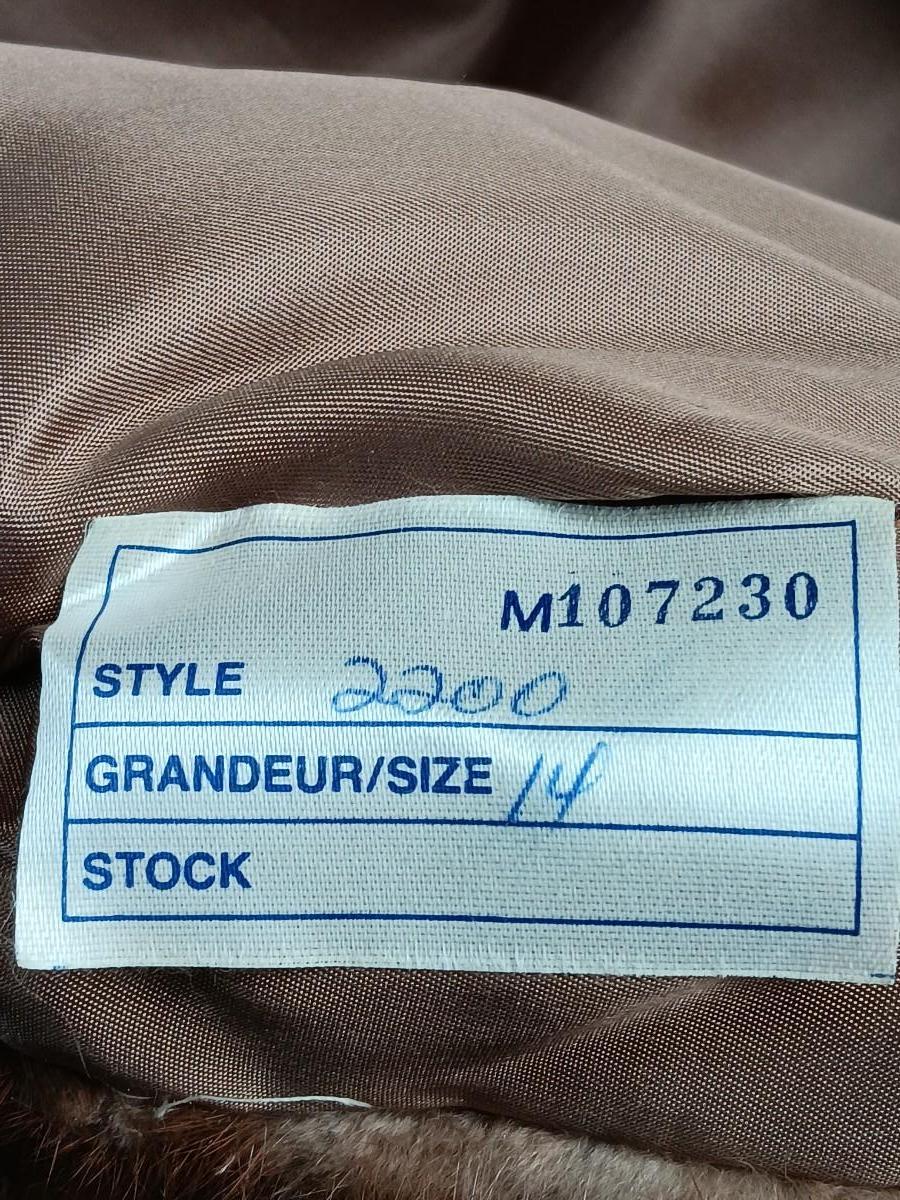 M107230
STYLE 2200
GRANDEUR/SIZE 14
STOCK